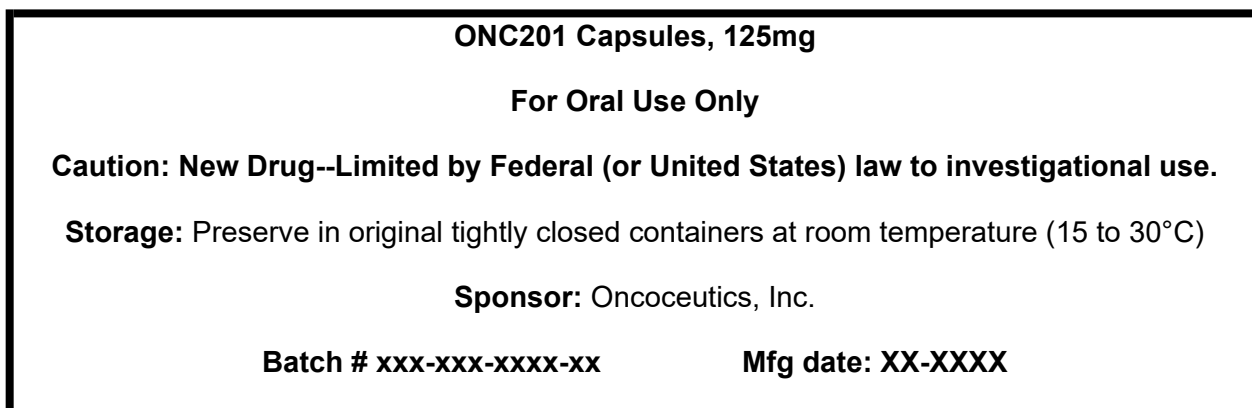 ONC201 Capsules, 125mg
For Oral Use Only
Caution: New Drug--Limited by Federal (or United States) law to investigational use.
Storage: Preserve in original tightly closed containers at room temperature (15 to 30°C)
Sponsor: Oncoceutics, Inc.
Batch # xxx-xxx-xxxx-xx Mfg date: XX-XXXX